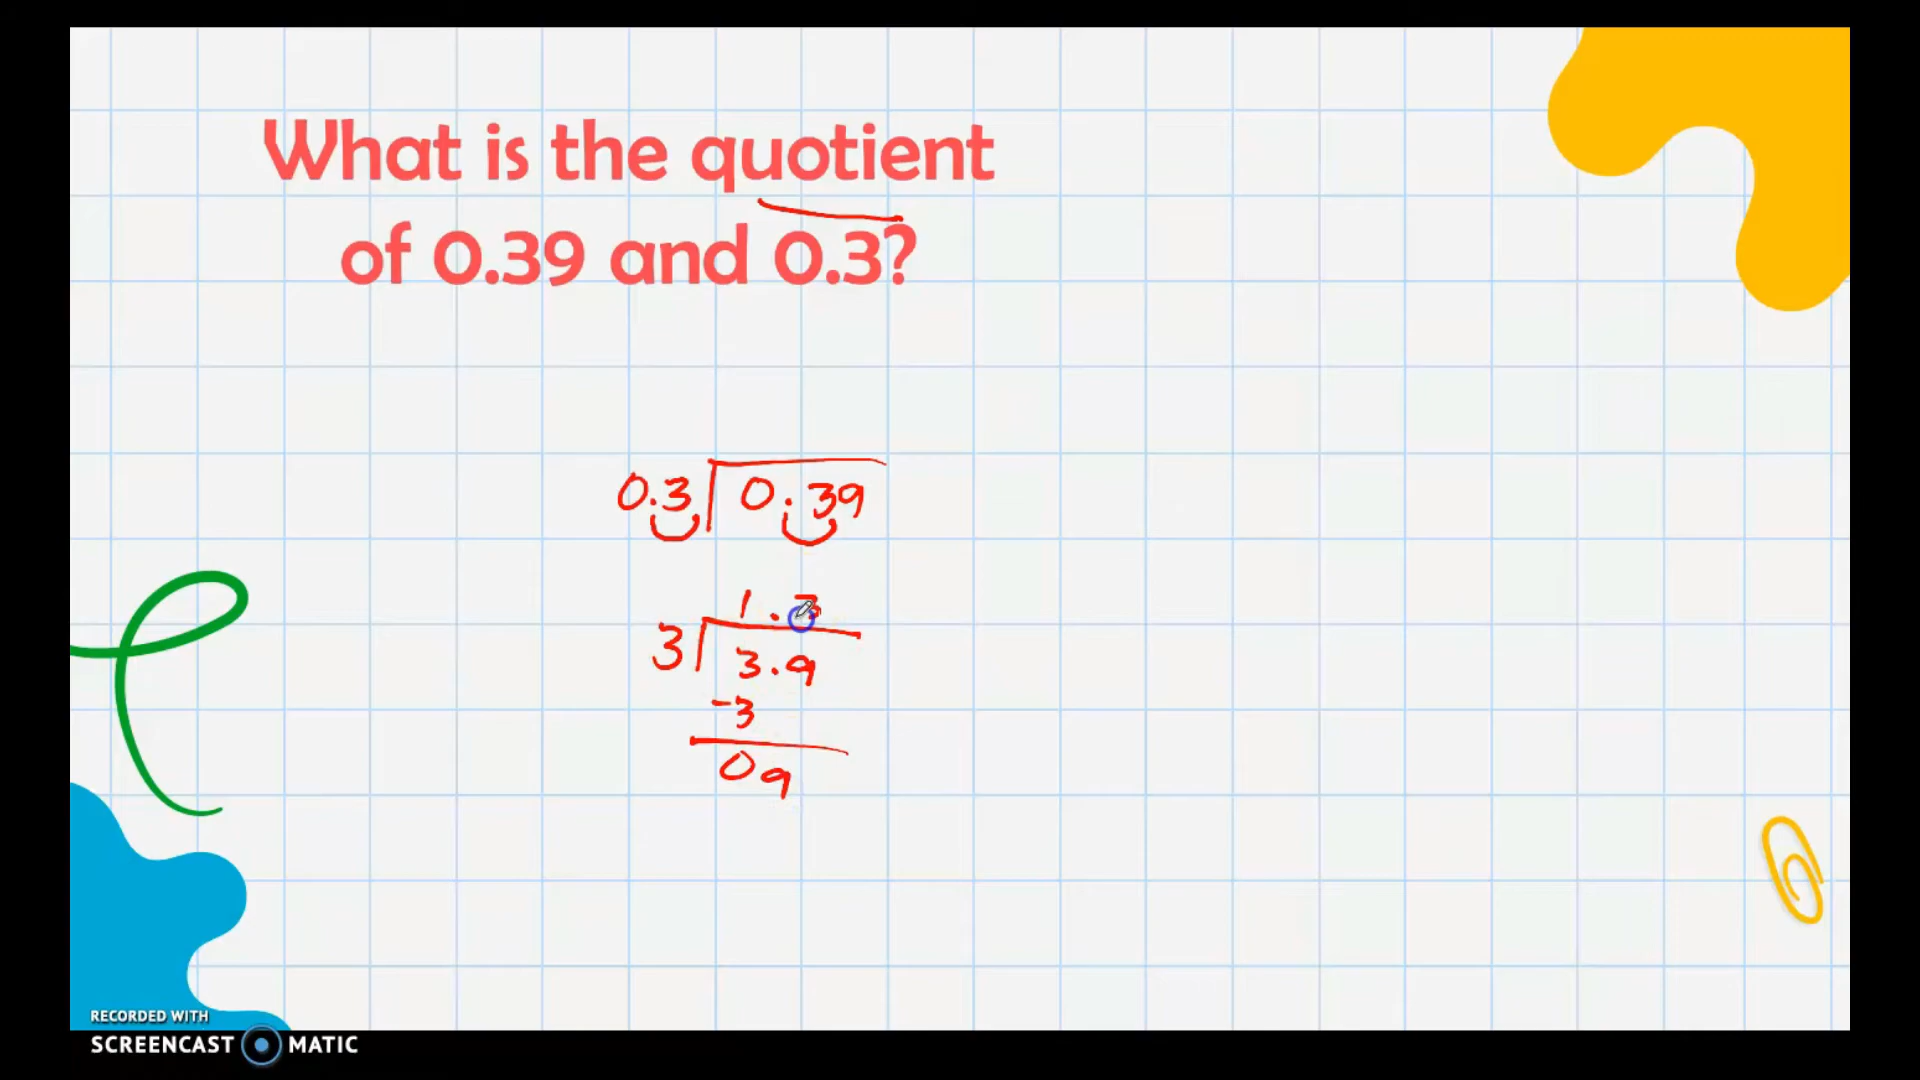 What is the quotient
of 0.39 and 0.3?
0.3 0.39
1.3
3 3.9
-3
09
RECORDED WITH
SCREENCAST MATIC